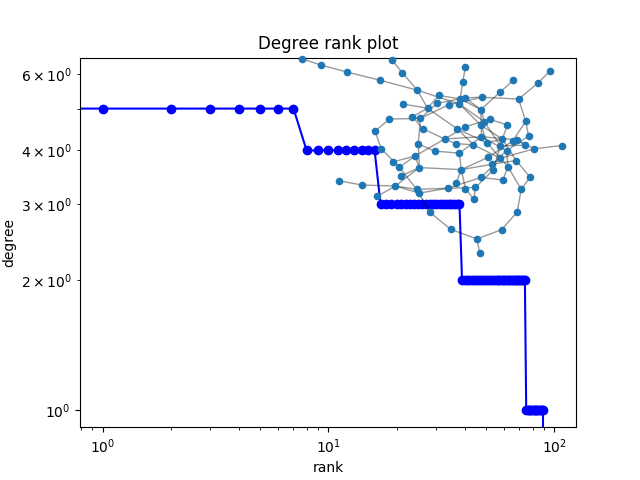 Degree rank plot
6 × 10⁰
4 × 10⁰
3 × 10⁰
2 × 10⁰
10⁰
degree
10⁰ 10¹ 10²
rank